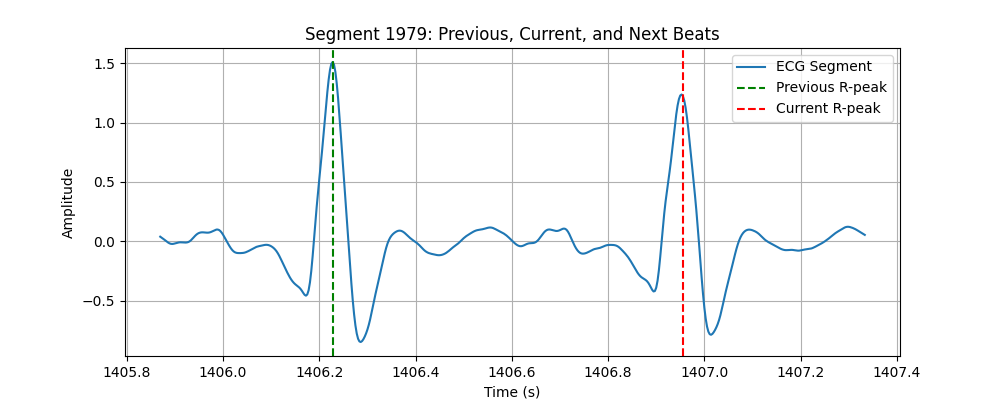 Segment 1979: Previous, Current, and Next Beats
ECG Segment
Previous R-peak
Current R-peak
Amplitude
1.5
1.0
0.5
0.0
−0.5
1405.8 1406.0 1406.2 1406.4 1406.6 1406.8 1407.0 1407.2 1407.4
Time (s)